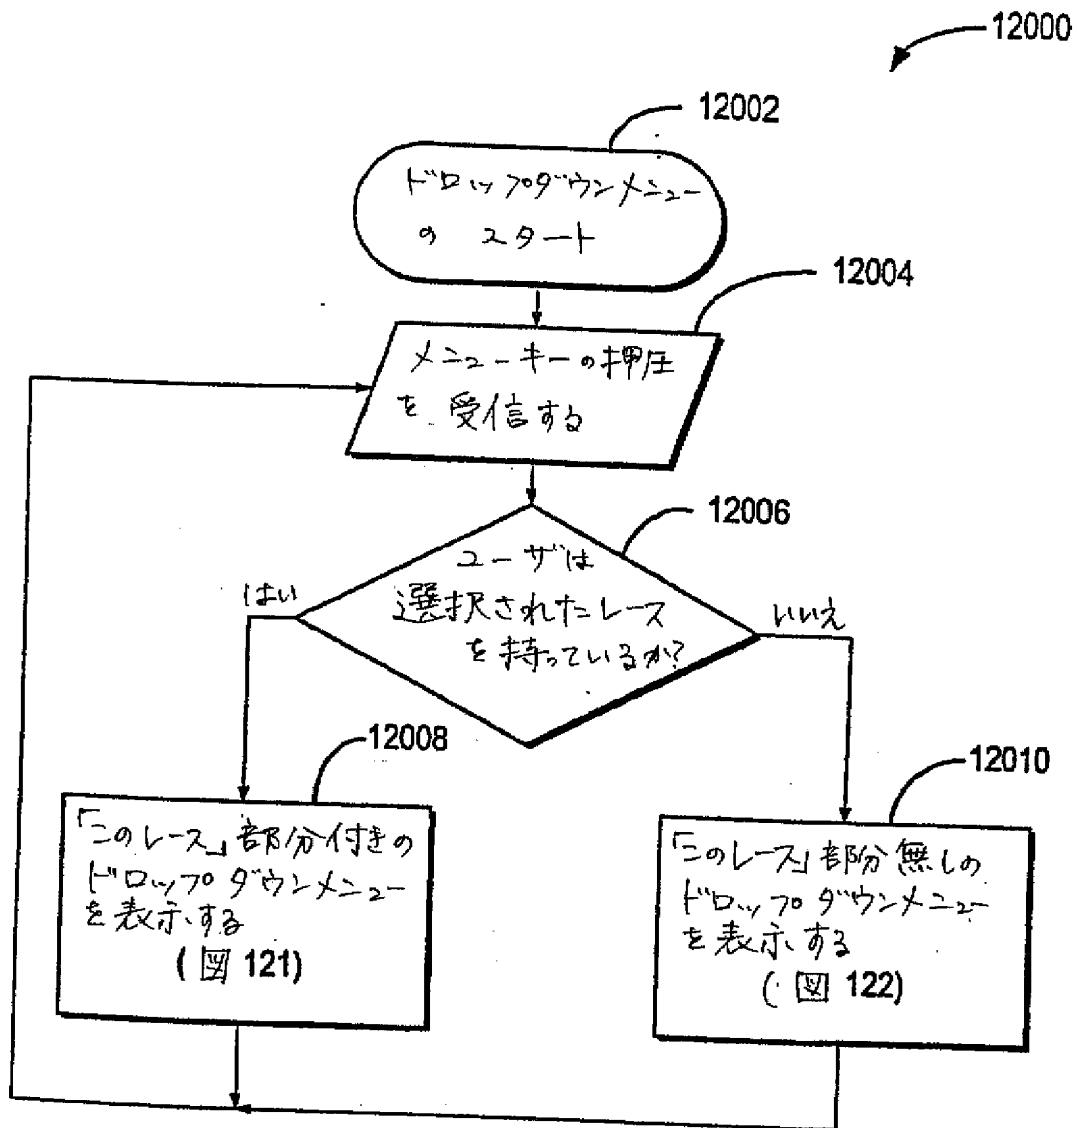 12000
12002
ドロップダウンメニュー
の スタート
12004
メニューキーの押圧
を 受信する
12006
ユーザは
選択されたレース
を持っているか?
はい
いいえ
12008
「このレース」部分付きの
ドロップダウンメニュー
を表示する
(図 121)
12010
「このレース」部分無しの
ドロップダウンメニュー
を表示する
(図 122)